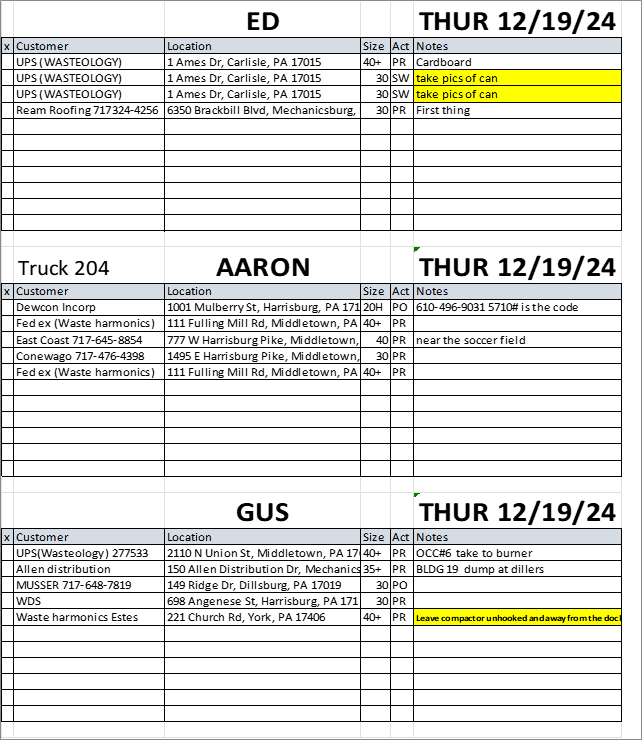 ED THUR 12/19/24
x Customer Location Size Act Notes
UPS (WASTEOLOGY) 1 Ames Dr, Carlisle, PA 17015 40+ PR Cardboard
UPS (WASTEOLOGY) 1 Ames Dr, Carlisle, PA 17015 30 SW take pics of can
UPS (WASTEOLOGY) 1 Ames Dr, Carlisle, PA 17015 30 SW take pics of can
Ream Roofing 717324-4256 6350 Brackbill Blvd, Mechanicsburg, 30 PR First thing
Truck 204 AARON THUR 12/19/24
x Customer Location Size Act Notes
Dewcon Incorp 1001 Mulberry St, Harrisburg, PA 171 20H PO 610-496-9031 5710# is the code
Fed ex (Waste harmonics) 111 Fulling Mill Rd, Middletown, PA 40+ PR
East Coast 717-645-8854 777 W Harrisburg Pike, Middletown, 40 PR near the soccer field
Conewago 717-476-4398 1495 E Harrisburg Pike, Middletown, 30 PR
Fed ex (Waste harmonics) 111 Fulling Mill Rd, Middletown, PA 40+ PR
GUS THUR 12/19/24
x Customer Location Size Act Notes
UPS(Wasteology) 277533 2110 N Union St, Middletown, PA 17 40+ PR OCC#6 take to burner
Allen distribution 150 Allen Distribution Dr, Mechanics 35+ PR BLDG 19 dump at dillers
MUSSER 717-648-7819 149 Ridge Dr, Dillsburg, PA 17019 30 PO
WDS 698 Angenese St, Harrisburg, PA 171 30 PR
Waste harmonics Estes 221 Church Rd, York, PA 17406 40+ PR Leave compactor unhooked and away from the doc